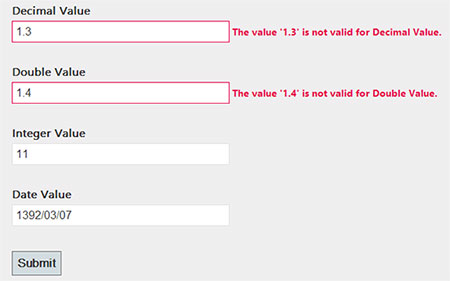 Decimal Value
1.3 The value '1.3' is not valid for Decimal Value.
Double Value
1.4 The value '1.4' is not valid for Double Value.
Integer Value
11
Date Value
1392/03/07
Submit